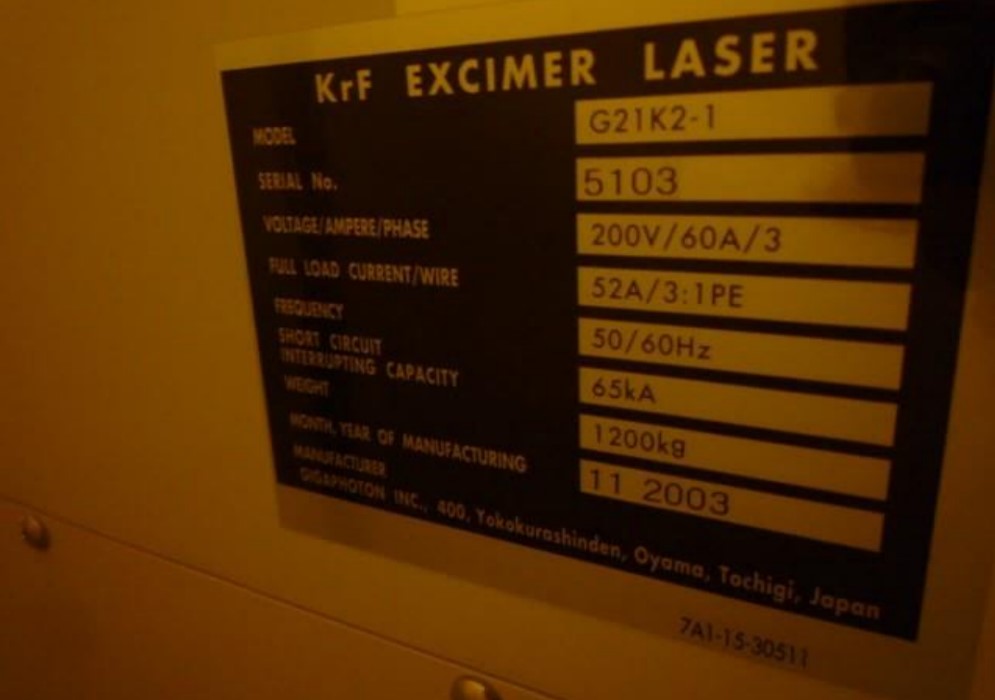 KrF EXCIMER LASER
MODEL G21K2-1
SERIAL No. 5103
VOLTAGE/AMPERE/PHASE 200V/60A/3
FULL LOAD CURRENT/WIRE 52A/3:1PE
FREQUENCY 50/60Hz
SHORT CIRCUIT
INTERRUPTING CAPACITY 65kA
WEIGHT 1200kg
MONTH, YEAR OF MANUFACTURING 11 2003
MANUFACTURER
GIGAPHOTON INC., 400, Yokokurashinden, Oyama, Tochigi, Japan
7A1-15-30511